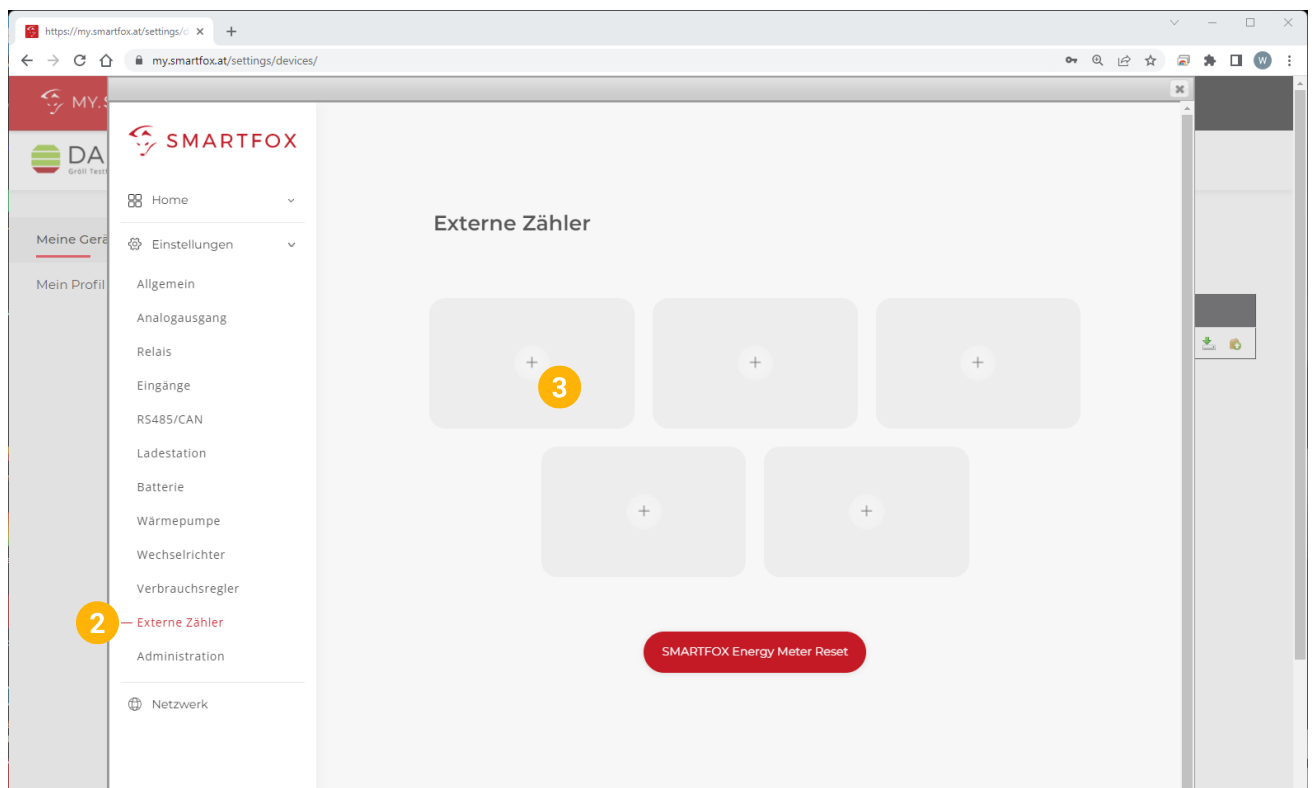 https://my.smartfox.at/settings/d
my.smartfox.at/settings/devices/
W
MY.S
SMARTFOX
DA
Gröll Test
Home
Externe Zähler
Meine Gerä
Einstellungen
Mein Profil
Allgemein
Analogausgang
Relais
Eingänge
3
RS485/CAN
Ladestation
Batterie
Wärmepumpe
Wechselrichter
Verbrauchsregler
2
Externe Zähler
SMARTFOX Energy Meter Reset
Administration
Netzwerk